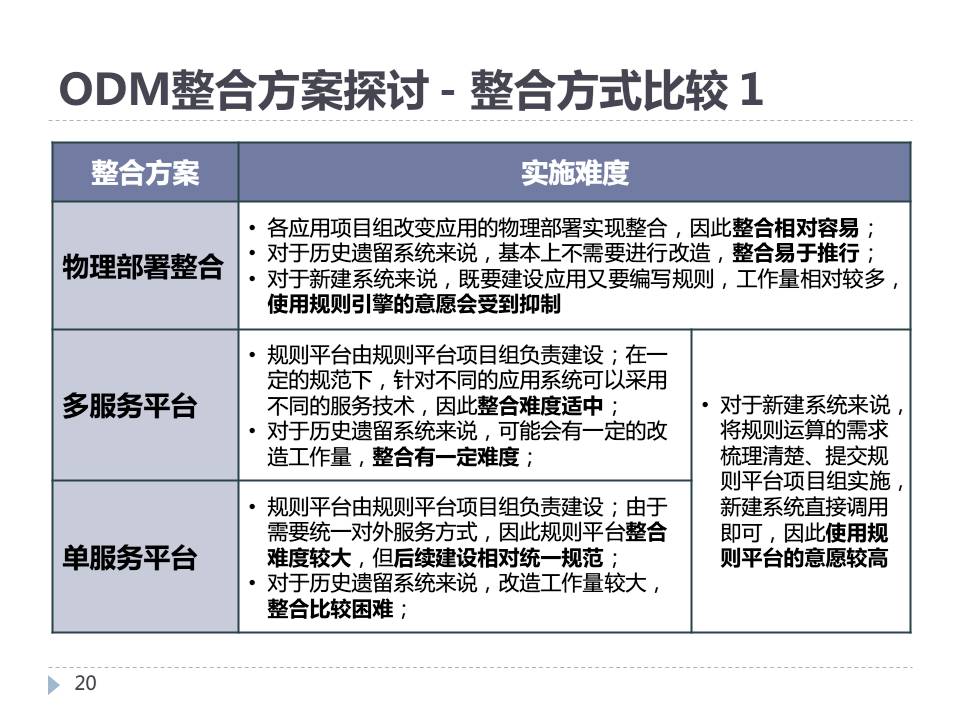 ODM整合方案探讨 - 整合方式比较 1
整合方案
实施难度
物理部署整合
• 各应用项目组改变应用的物理部署实现整合，因此整合相对容易；
• 对于历史遗留系统来说，基本上不需要进行改造，整合易于推行；
• 对于新建系统来说，既要建设应用又要编写规则，工作量相对较多，
使用规则引擎的意愿会受到抑制
多服务平台
• 规则平台由规则平台项目组负责建设；在一
定的规范下，针对不同的应用系统可以采用
不同的服务技术，因此整合难度适中；
• 对于历史遗留系统来说，可能会有一定的改
造工作量，整合有一定难度；
• 对于新建系统来说，
将规则运算的需求
梳理清楚、提交规
则平台项目组实施，
新建系统直接调用
即可，因此使用规
则平台的意愿较高
单服务平台
• 规则平台由规则平台项目组负责建设；由于
需要统一对外服务方式，因此规则平台整合
难度较大，但后续建设相对统一规范；
• 对于历史遗留系统来说，改造工作量较大，
整合比较困难；
20